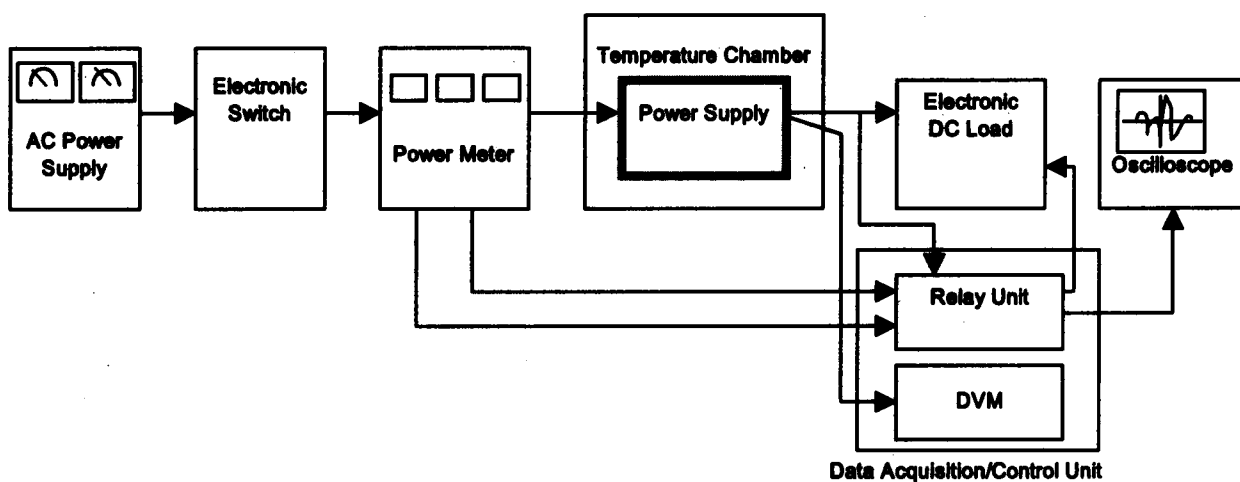 AC Power
Supply
Electronic
Switch
Power Meter
Temperature Chamber
Power Supply
Electronic
DC Load
Oscilloscope
Relay Unit
DVM
Data Acquisition/Control Unit